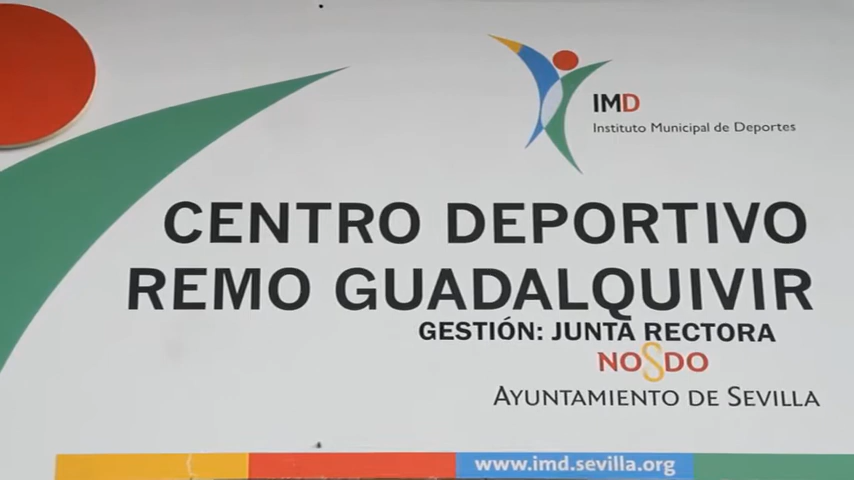 IMD
Instituto Municipal de Deportes
CENTRO DEPORTIVO
REMO GUADALQUIVIR
GESTIÓN: JUNTA RECTORA
NO8DO
AYUNTAMIENTO DE SEVILLA
www.imd.sevilla.org